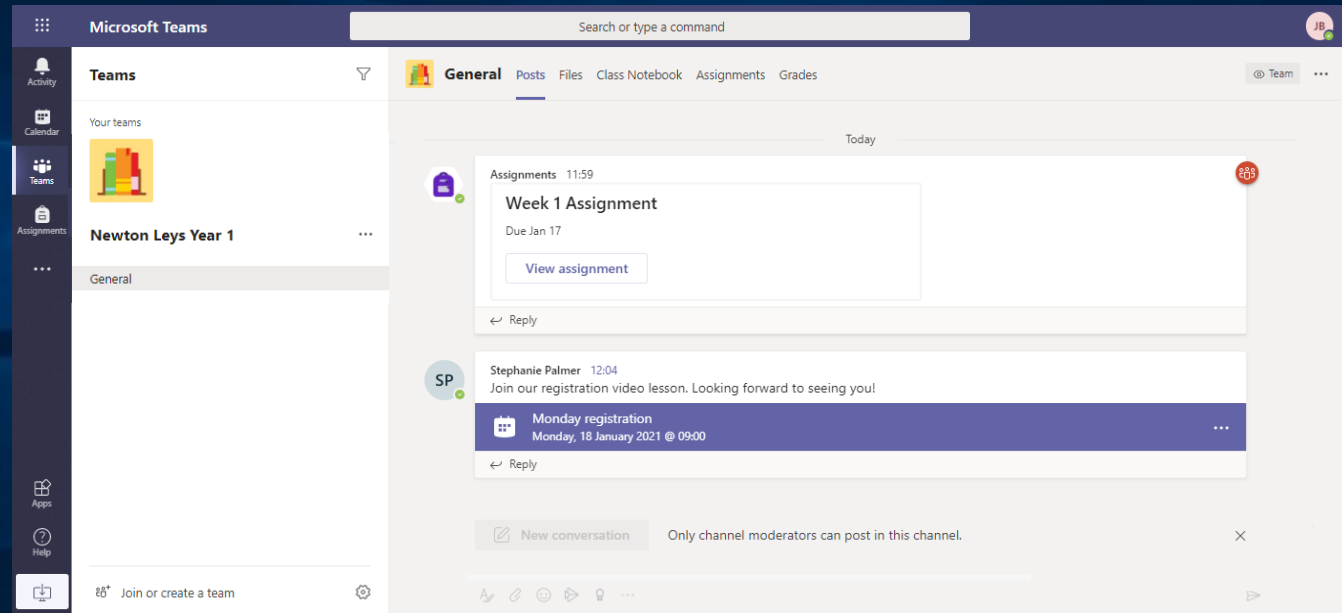 Microsoft Teams
Search or type a command
JB
Activity
Calendar
Teams
Assignments
Apps
Help
Teams
Your teams
Newton Leys Year 1
General
Join or create a team
General Posts Files Class Notebook Assignments Grades
Team
Today
Assignments 11:59
Week 1 Assignment
Due Jan 17
View assignment
Reply
SP
Stephanie Palmer 12:04
Join our registration video lesson. Looking forward to seeing you!
Monday registration
Monday, 18 January 2021 @ 09:00
Reply
New conversation
Only channel moderators can post in this channel.